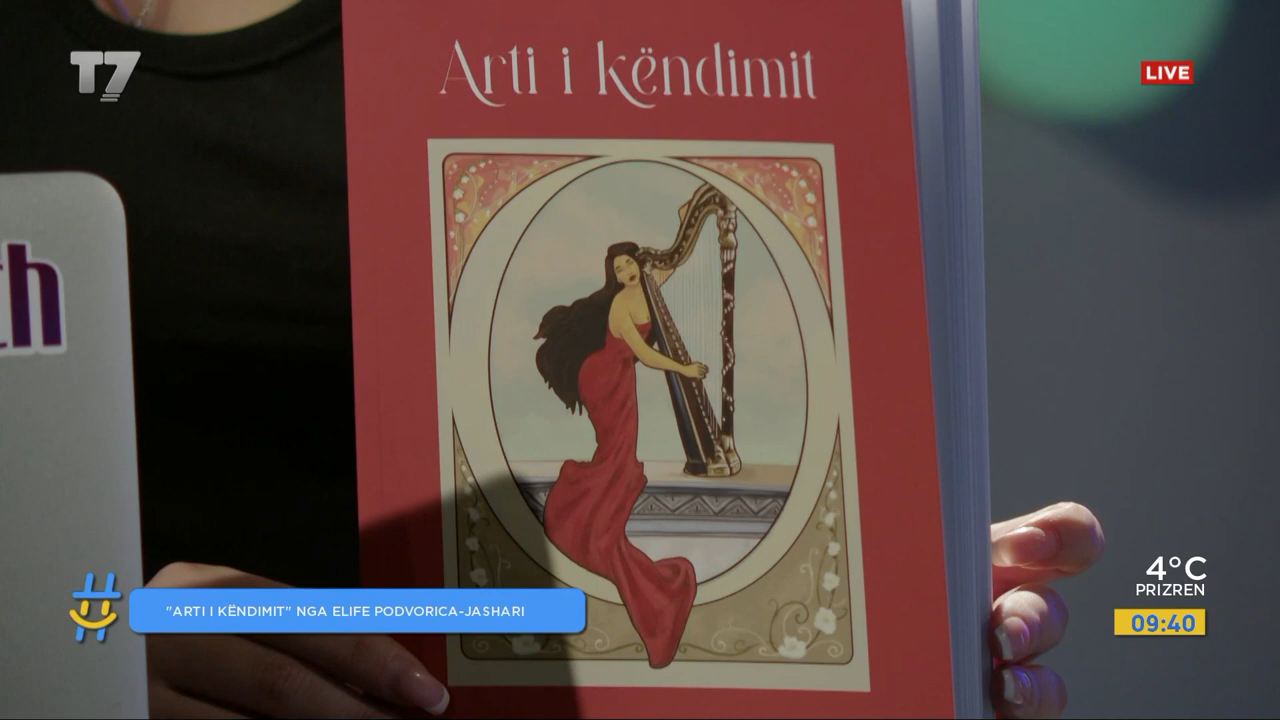 T7
LIVE
Arti i këndimit
th
4°C
PRIZREN
09:40
"ARTI I KËNDIMIT" NGA ELIFE PODVORICA-JASHARI